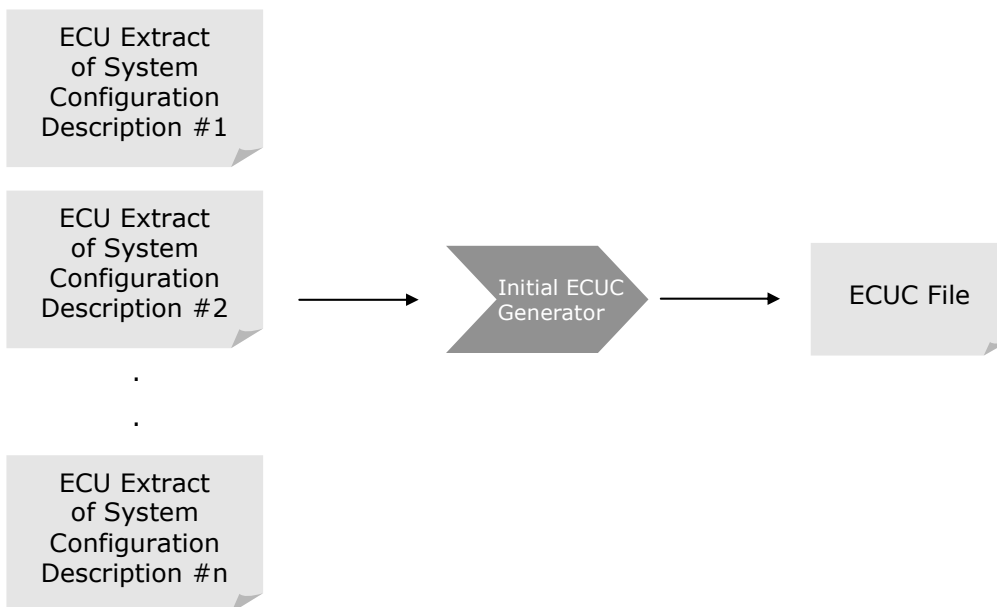 ECU Extract
of System
Configuration
Description #1
ECU Extract
of System
Configuration
Description #2
.
.
ECU Extract
of System
Configuration
Description #n
Initial ECUC
Generator
ECUC File